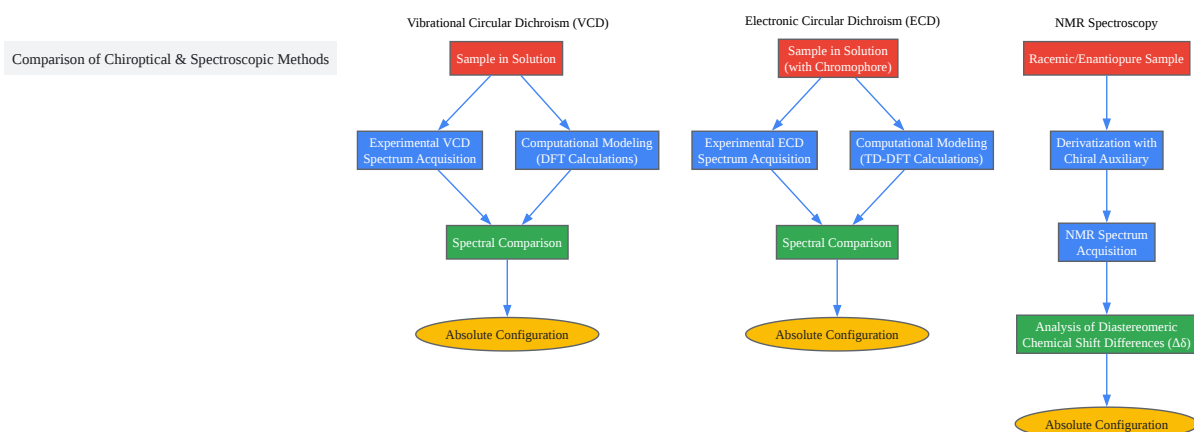 Comparison of Chiroptical & Spectroscopic Methods
Vibrational Circular Dichroism (VCD)
Sample in Solution
Experimental VCD
Spectrum Acquisition
Computational Modeling
(DFT Calculations)
Spectral Comparison
Absolute Configuration
Electronic Circular Dichroism (ECD)
Sample in Solution
(with Chromophore)
Experimental ECD
Spectrum Acquisition
Computational Modeling
(TD-DFT Calculations)
Spectral Comparison
Absolute Configuration
NMR Spectroscopy
Racemic/Enantiopure Sample
Derivatization with
Chiral Auxiliary
NMR Spectrum
Acquisition
Analysis of Diastereomeric
Chemical Shift Differences (Δδ)
Absolute Configuration